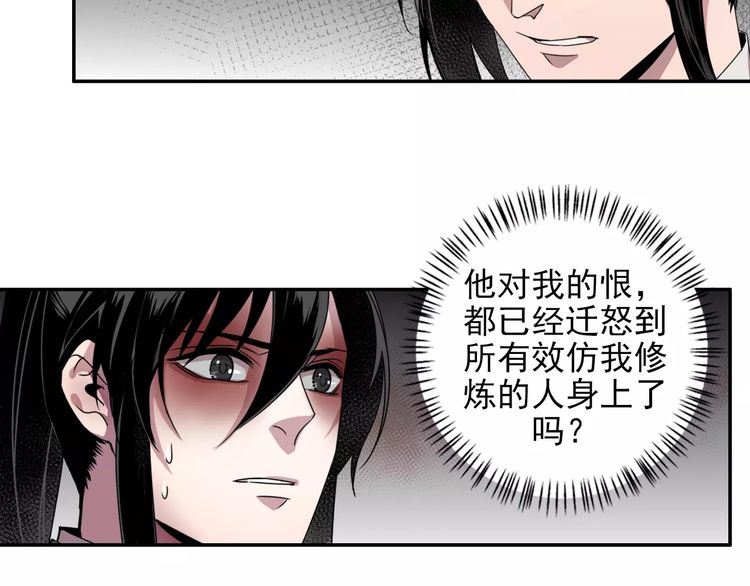 他对我的恨，
都已经迁怒到
所有效仿我修
炼的人身上了
吗？